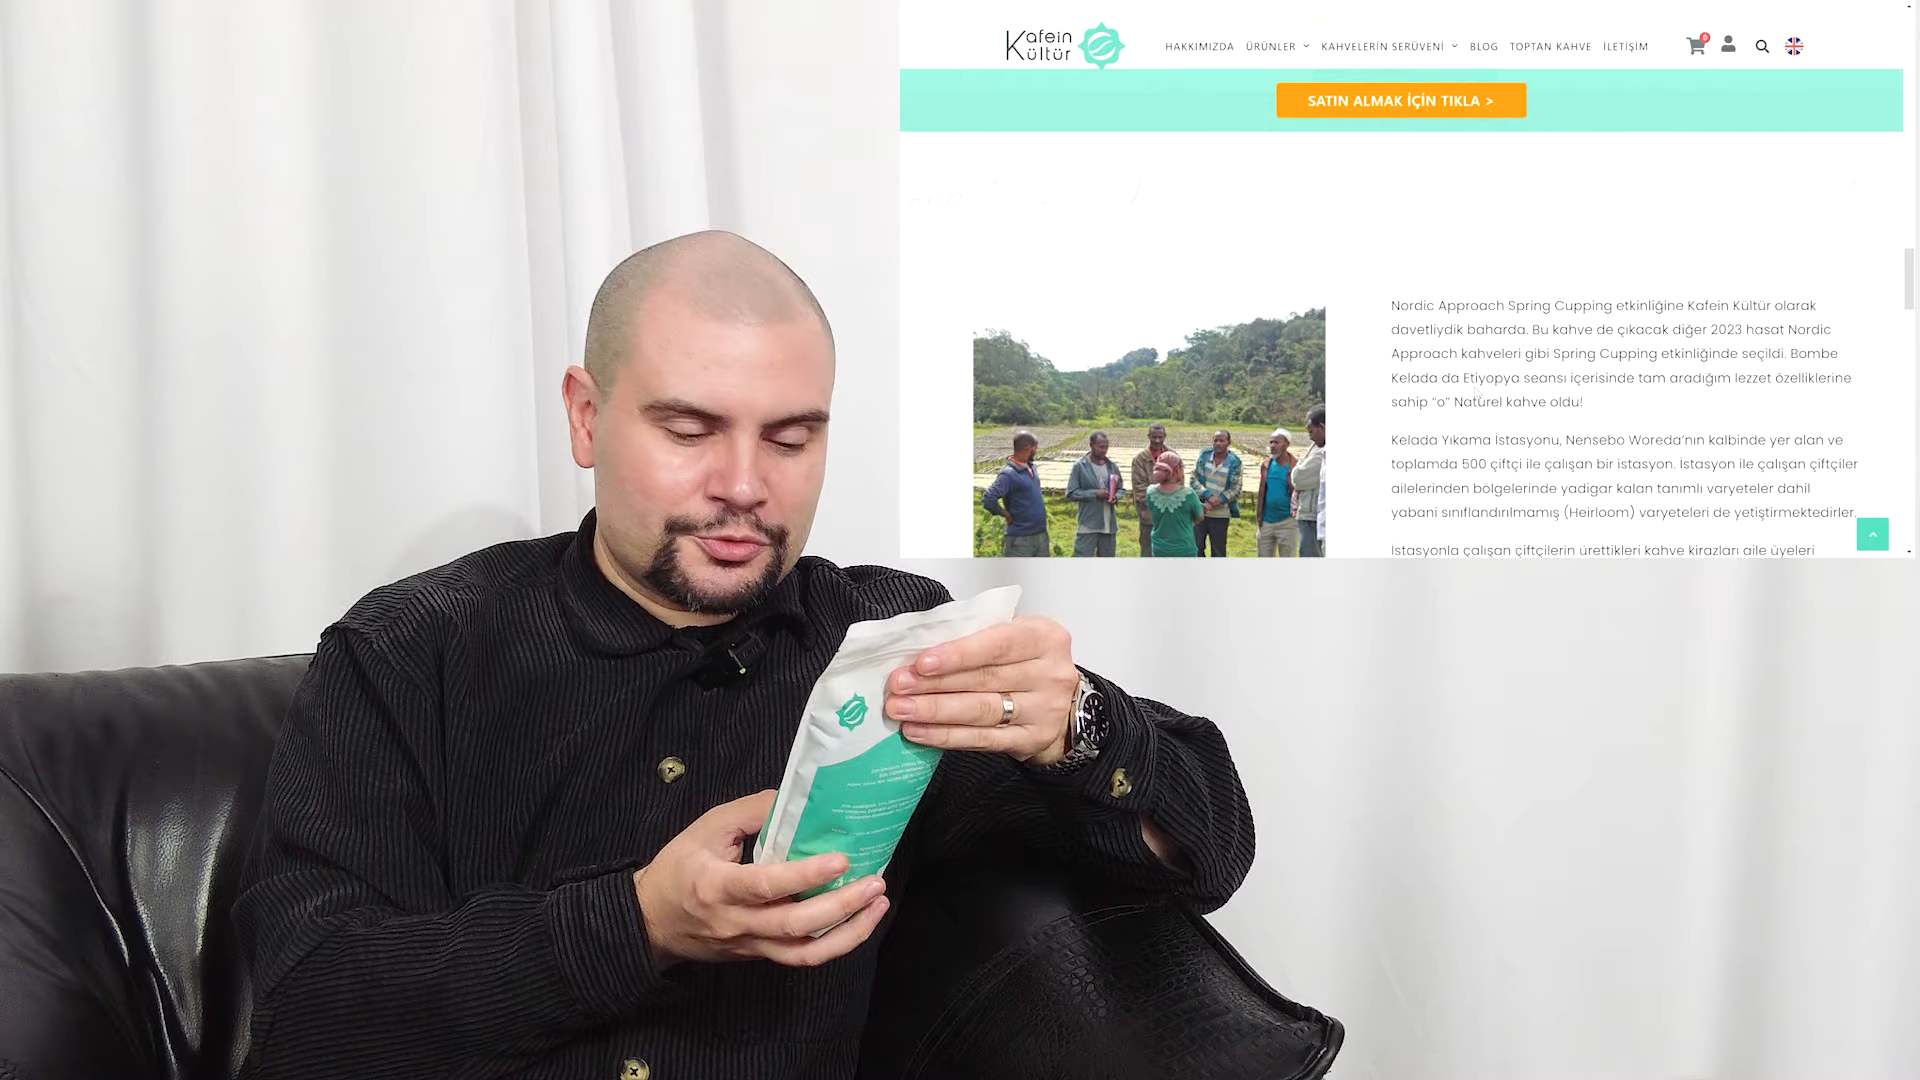 Kafein
Kültür
HAKKIMIZDA ÜRÜNLER KAHVELERİN SERÜVENİ BLOG TOPTAN KAHVE İLETİŞİM
0
SATIN ALMAK İÇİN TIKLA >
Nordic Approach Spring Cupping etkinliğine Kafein Kültür olarak
davetliydik baharda. Bu kahve de çıkacak diğer 2023 hasat Nordic
Approach kahveleri gibi Spring Cupping etkinliğinde seçildi. Bombe
Kelada da Etiyopya seansı içerisinde tam aradığım lezzet özelliklerine
sahip “o” Naturel kahve oldu!
Kelada Yıkama İstasyonu, Nensebo Woreda’nın kalbinde yer alan ve
toplamda 500 çiftçi ile çalışan bir istasyon. İstasyon ile çalışan çiftçiler
ailelerinden bölgelerinde yadigar kalan tanımlı varyeteler dahil
yabani sınıflandırılmamış (Heirloom) varyeteleri de yetiştirmektedirler.
İstasyonla çalışan çiftçilerin ürettikleri kahve kirazları aile üyeleri